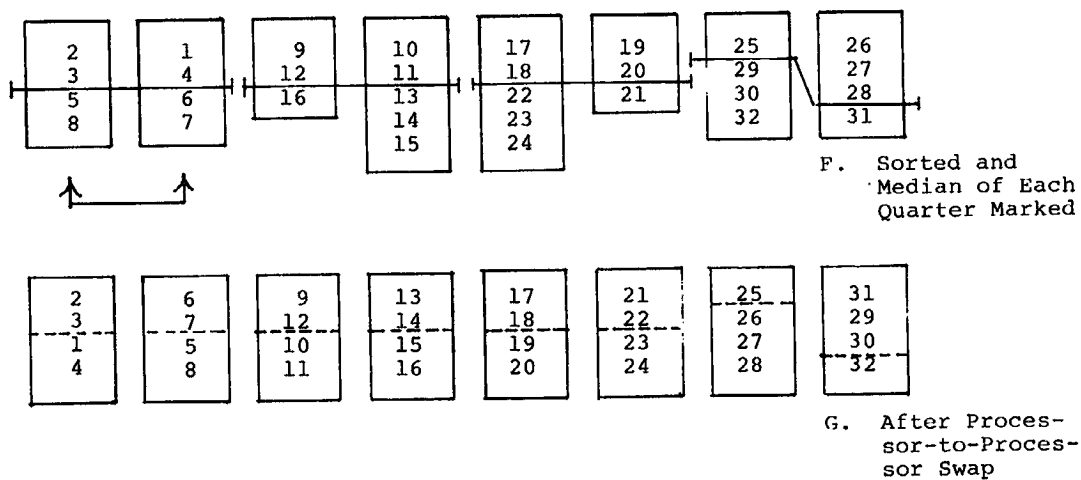 2 1 9 10 17 19 25 26
3 4 12 11 18 20 29 27
5 6 16 13 22 21 30 28
8 7 14 23 32 31
15 24
F. Sorted and
Median of Each
Quarter Marked
2 6 9 13 17 21 25 31
3 7 12 14 18 22 26 29
1 5 10 15 19 23 27 30
4 8 11 16 20 24 28 32
G. After Proces-
sor-to-Proces-
sor Swap